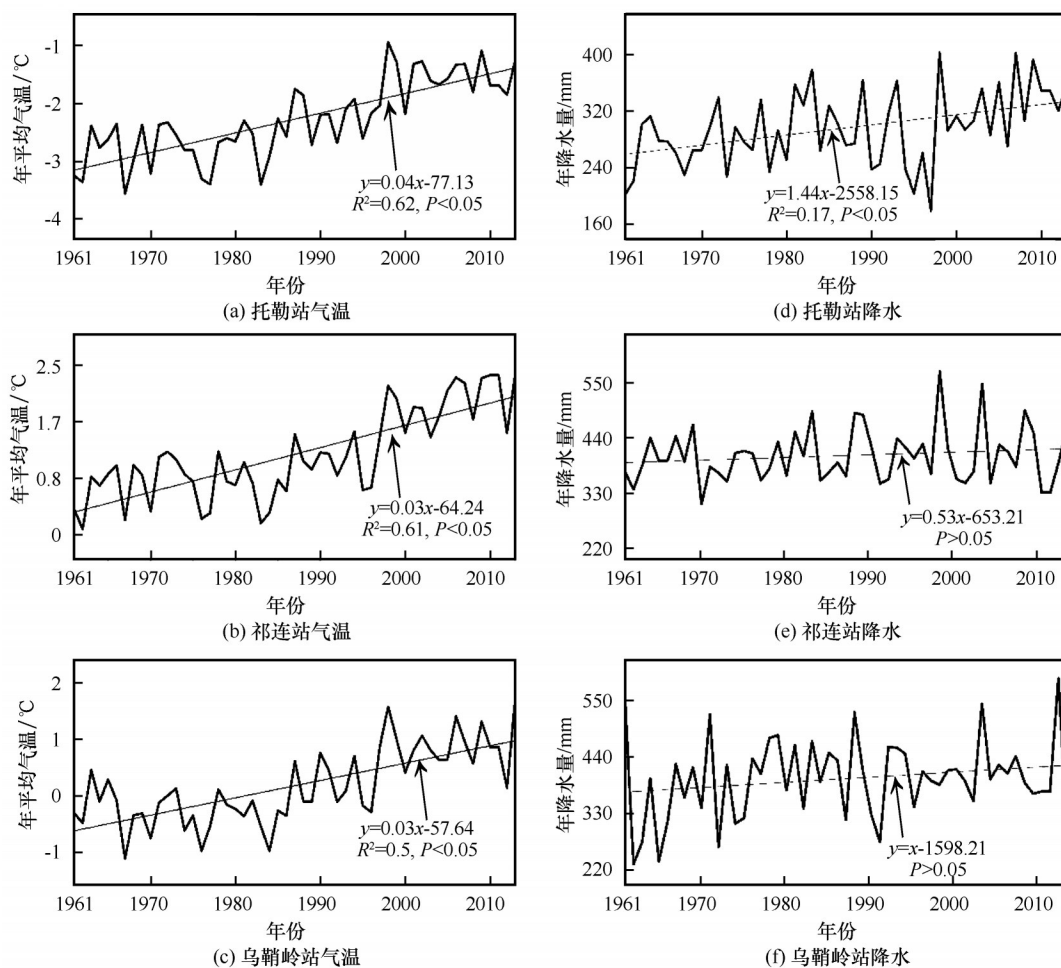 年平均气温/℃
-1
-2
-3
-4
1961 1970 1980 1990 2000 2010
年份
y=0.04x-77.13
R²=0.62, P<0.05
(a) 托勒站气温
年降水量/mm
400
320
240
160
1961 1970 1980 1990 2000 2010
年份
y=1.44x-2558.15
R²=0.17, P<0.05
(d) 托勒站降水
年平均气温/℃
2.5
1.7
0.8
0
1961 1970 1980 1990 2000 2010
年份
y=0.03x-64.24
R²=0.61, P<0.05
(b) 祁连站气温
年降水量/mm
550
440
330
220
1961 1970 1980 1990 2000 2010
年份
y=0.53x-653.21
P>0.05
(e) 祁连站降水
年平均气温/℃
2
1
0
-1
1961 1970 1980 1990 2000 2010
年份
y=0.03x-57.64
R²=0.5, P<0.05
(c) 乌鞘岭站气温
年降水量/mm
550
440
330
220
1961 1970 1980 1990 2000 2010
年份
y=x-1598.21
P>0.05
(f) 乌鞘岭站降水